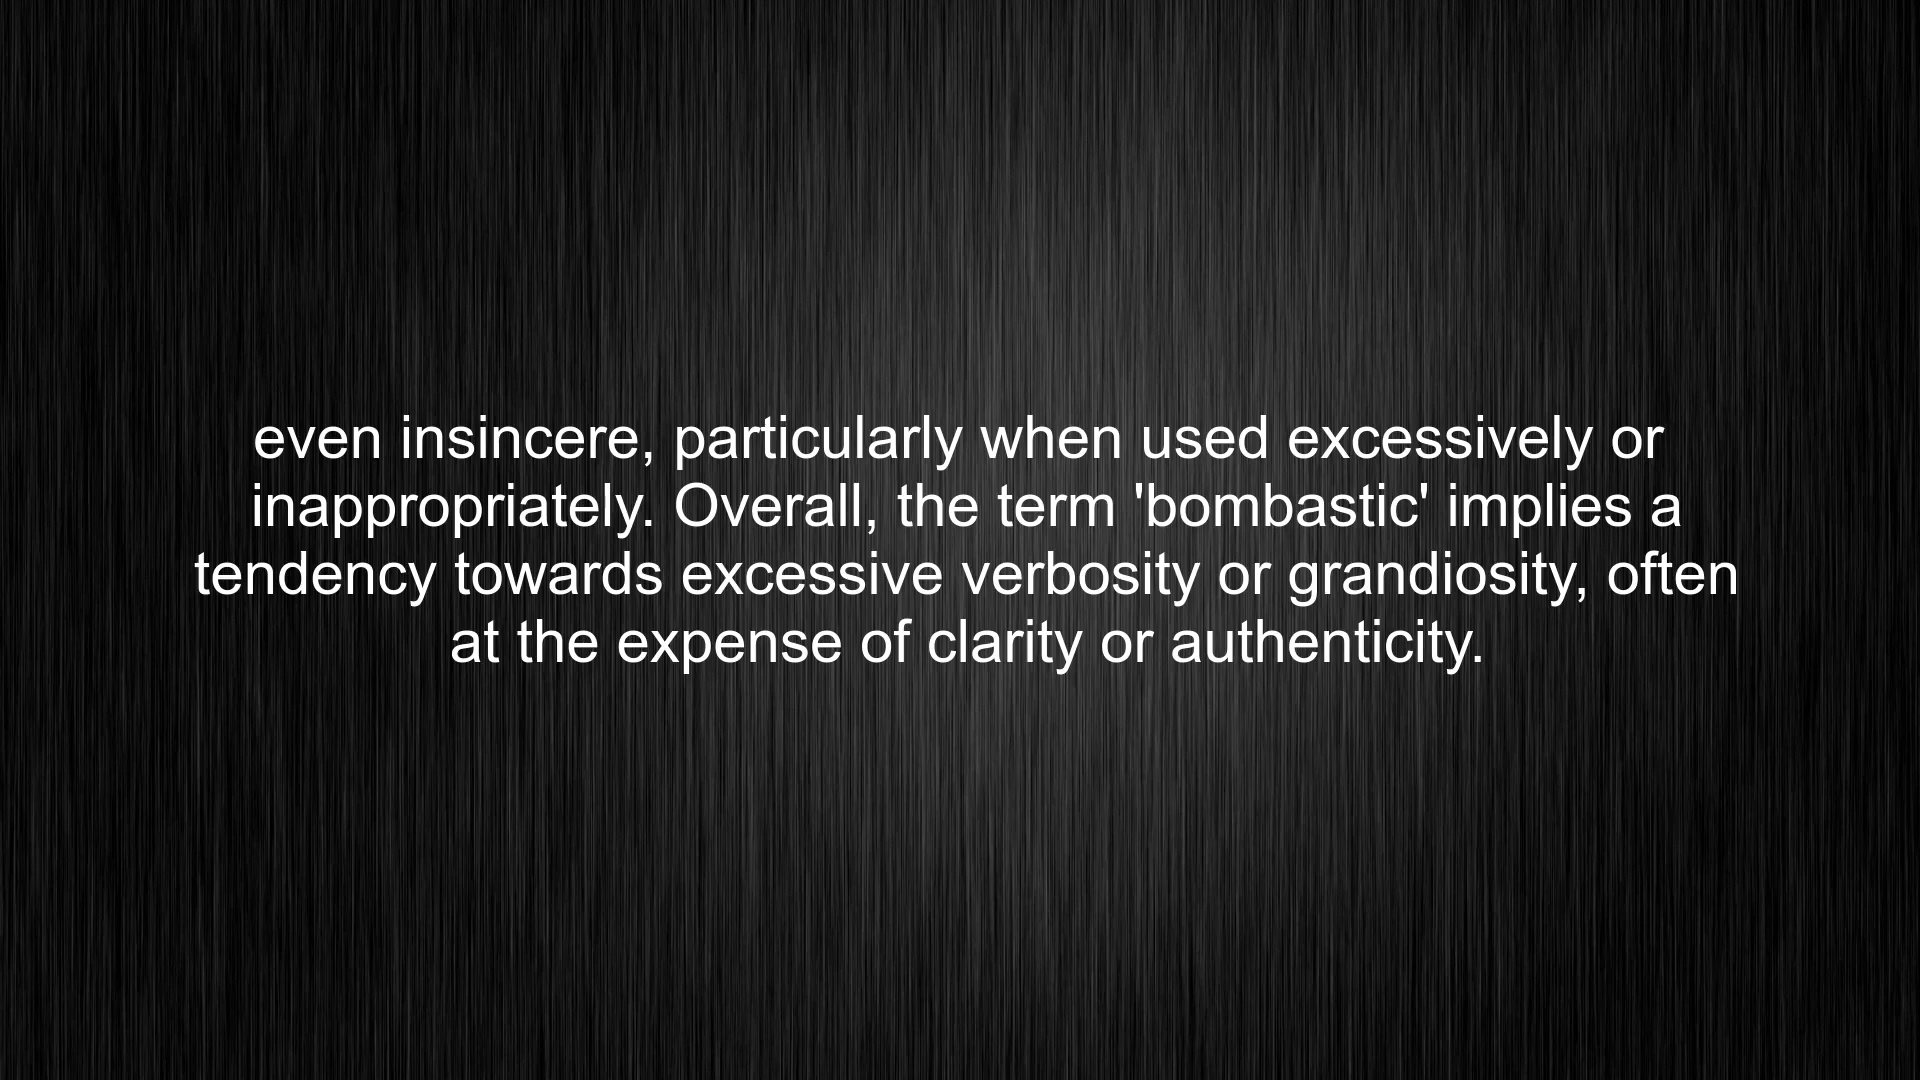 even insincere, particularly when used excessively or
inappropriately. Overall, the term 'bombastic' implies a
tendency towards excessive verbosity or grandiosity, often
at the expense of clarity or authenticity.